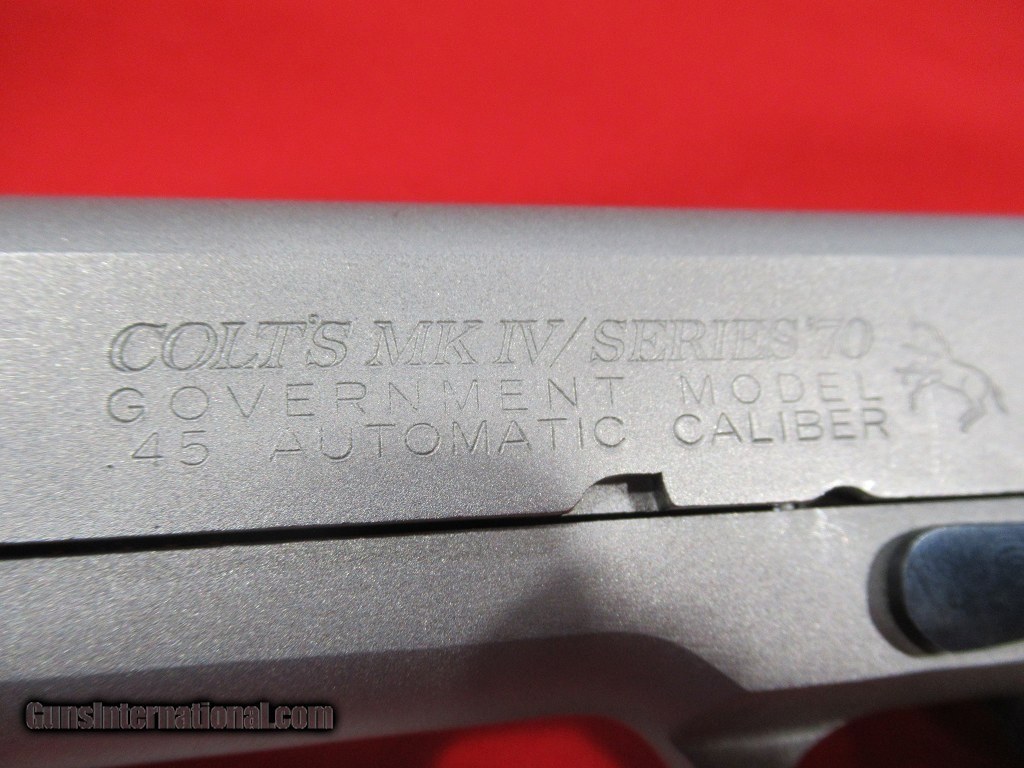 COLT'S MK IV/SERIES '70
GOVERNMENT MODEL
45 AUTOMATIC CALIBER
GunsInternational.com